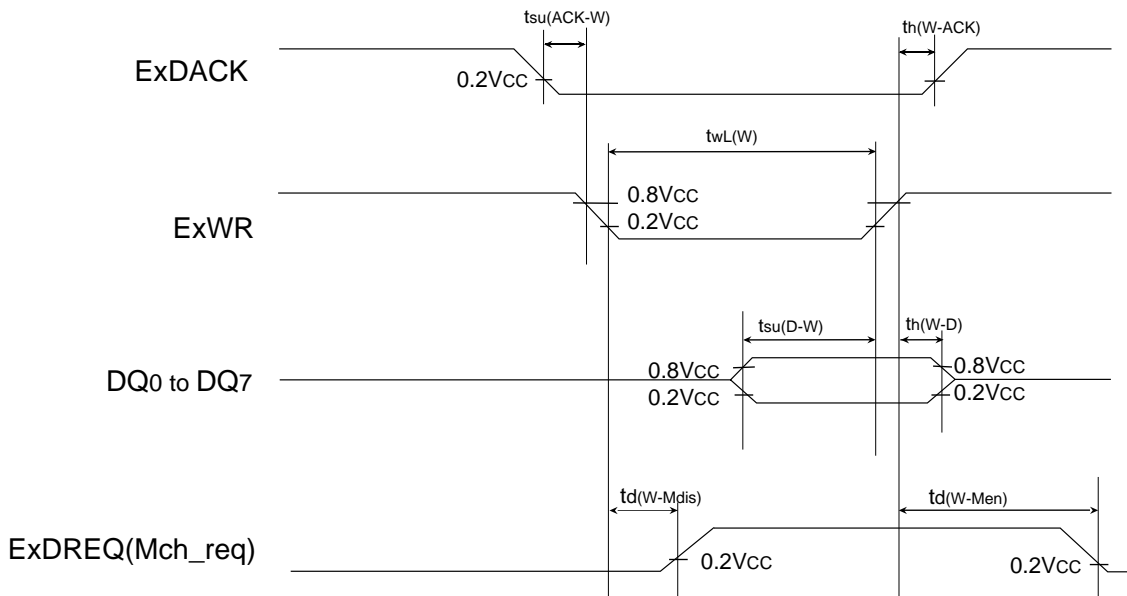 tsu(ACK-W)
th(W-ACK)
ExDACK
0.2VCC
twL(W)
0.8VCC
ExWR
0.2VCC
tsu(D-W)
th(W-D)
0.8VCC
0.8VCC
DQ0 to DQ7
0.2VCC
0.2VCC
td(W-Mdis)
td(W-Men)
ExDREQ(Mch_req)
0.2VCC
0.2VCC